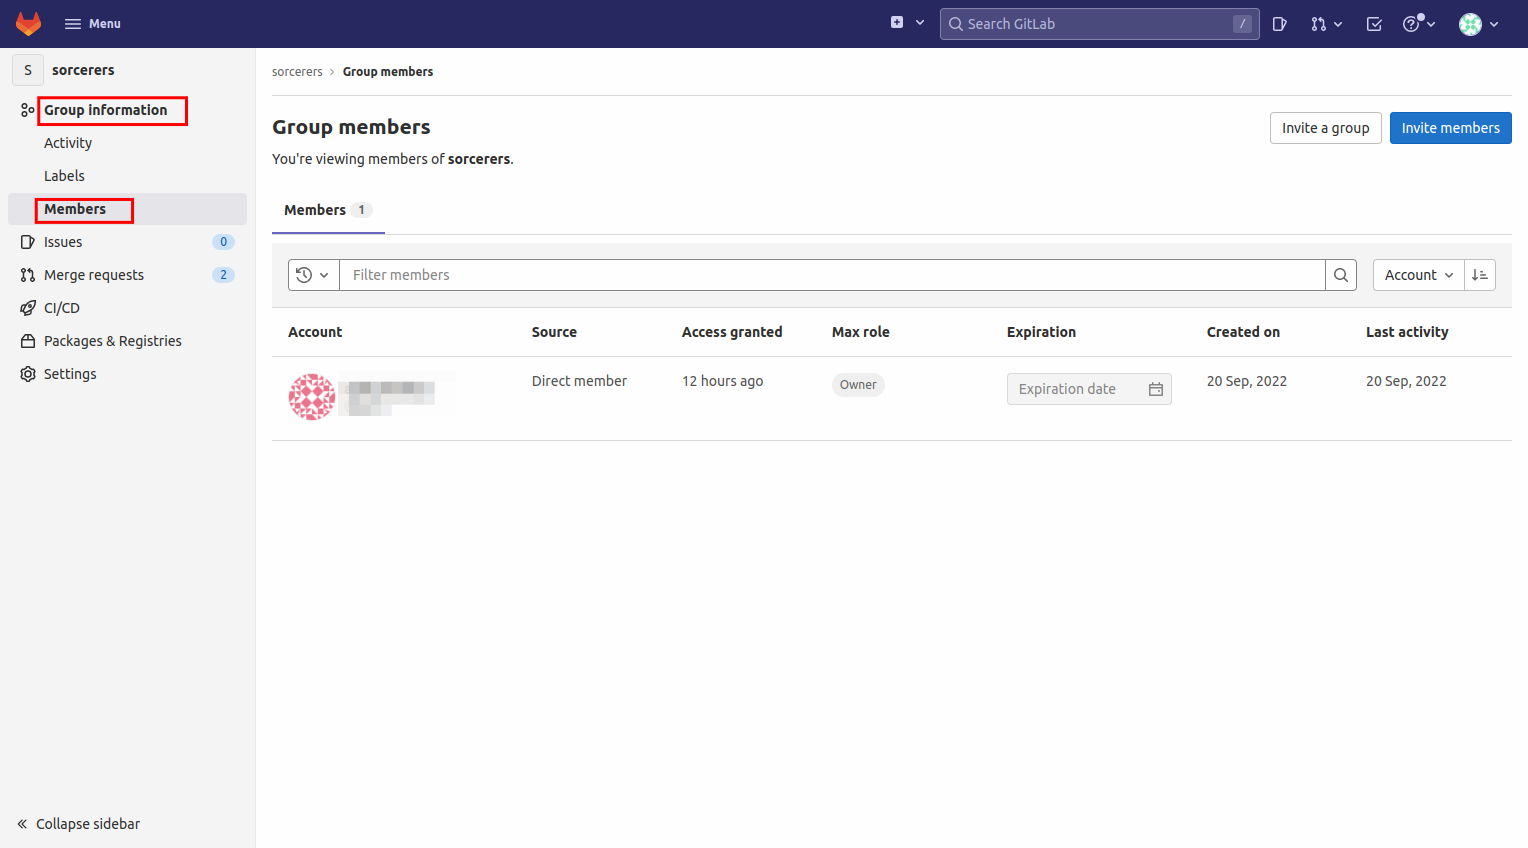 Menu
Search GitLab /
S sorcerers
Group information
Activity
Labels
Members
Issues 0
Merge requests 2
CI/CD
Packages & Registries
Settings
Collapse sidebar
sorcerers › Group members
Group members
Invite a group
Invite members
You're viewing members of sorcerers.
Members 1
Filter members
Account
Account Source Access granted Max role Expiration Created on Last activity
Direct member 12 hours ago Owner Expiration date 20 Sep, 2022 20 Sep, 2022